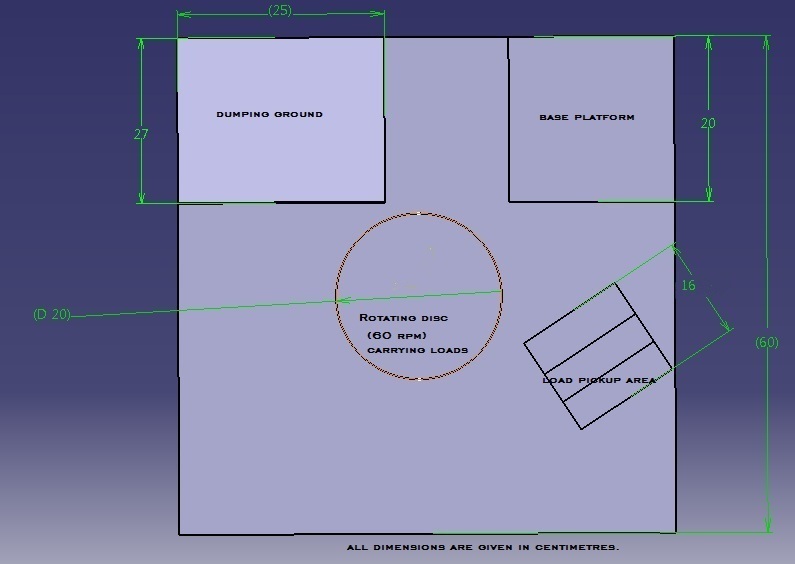 (25)
DUMPING GROUND
BASE PLATFORM
27
20
16
(D 20)
ROTATING DISC
(60 RPM)
CARRYING LOADS
(60)
LOAD PICKUP AREA
ALL DIMENSIONS ARE GIVEN IN CENTIMETRES.